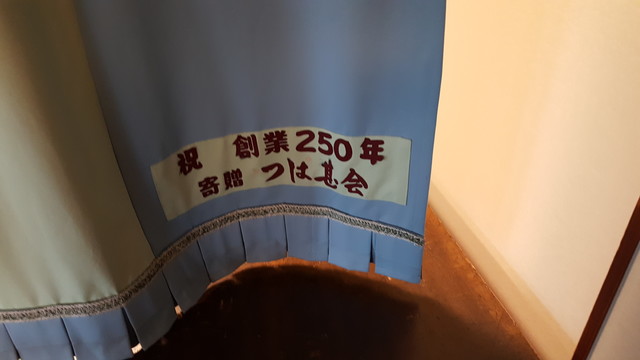 祝 創業250年
寄贈 つは甚会